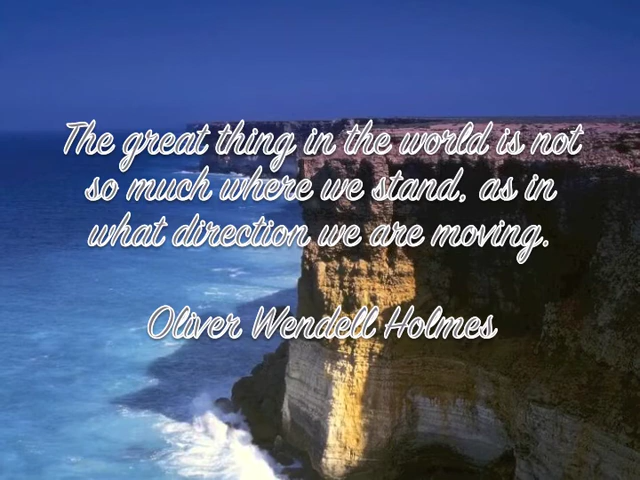 The great thing in the world is not
so much where we stand, as in
what direction we are moving.
Oliver Wendell Holmes